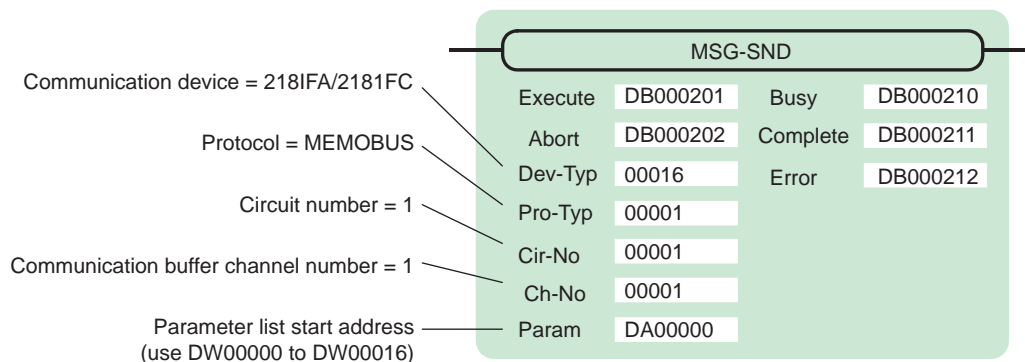 MSG-SND
Communication device = 218IFA/2181FC
Protocol = MEMOBUS
Circuit number = 1
Communication buffer channel number = 1
Parameter list start address
(use DW00000 to DW00016)
Execute DB000201 Busy DB000210
Abort DB000202 Complete DB000211
Dev-Typ 00016 Error DB000212
Pro-Typ 00001
Cir-No 00001
Ch-No 00001
Param DA00000